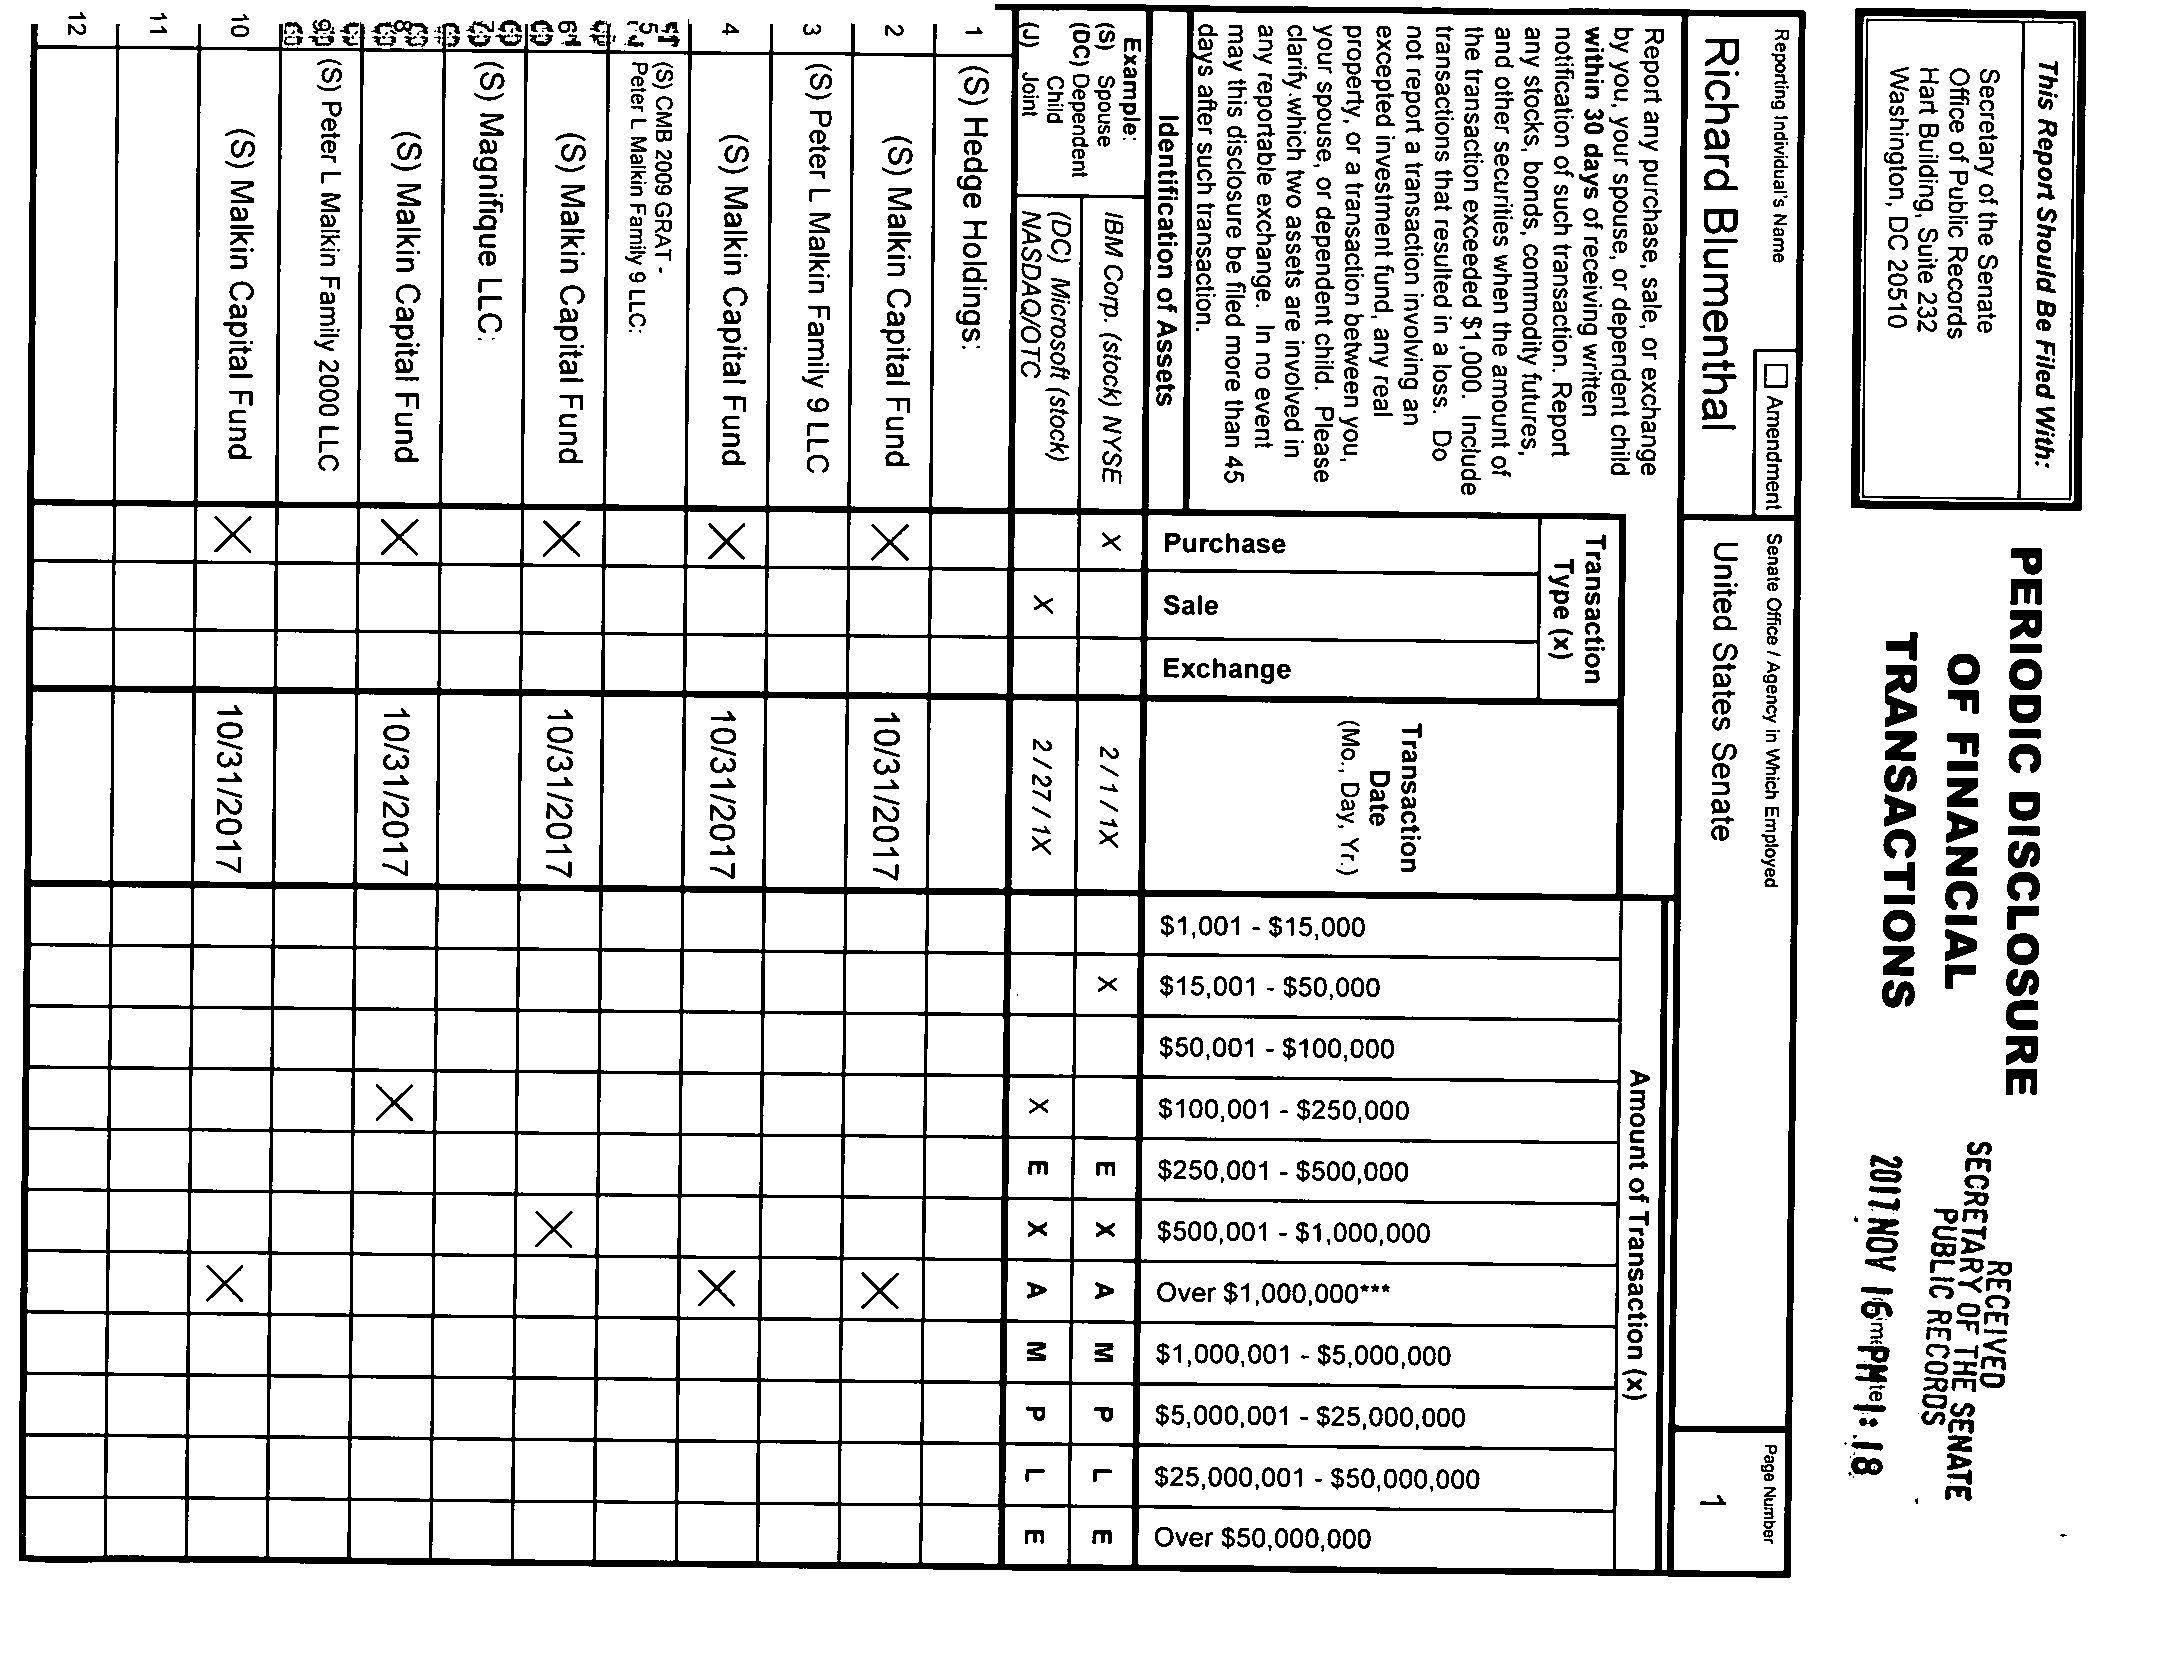 This Report Should Be Filed With:
Secretary of the Senate
Office of Public Records
Hart Building, Suite 232
Washington, DC 20510
PERIODIC DISCLOSURE
OF FINANCIAL
TRANSACTIONS
RECEIVED
SECRETARY OF THE SENATE
PUBLIC RECORDS
2017 NOV 16 PM 1:18
Reporting Individual's Name
Amendment
Senate Office / Agency in Which Employed
Page Number
Richard Blumenthal
United States Senate
1
Report any purchase, sale, or exchange
by you, your spouse, or dependent child
within 30 days of receiving written
notification of such transaction. Report
any stocks, bonds, commodity futures,
and other securities when the amount of
the transaction exceeded $1,000. Include
transactions that resulted in a loss. Do
not report a transaction involving an
excepted investment fund, any real
property, or a transaction between you,
your spouse, or dependent child. Please
clarify which two assets are involved in
any reportable exchange. In no event
may this disclosure be filed more than 45
days after such transaction.
Identification of Assets
Transaction
Type (x)
Purchase
Sale
Exchange
Transaction
Date
(Mo., Day, Yr.)
Amount of Transaction (x)
$1,001 - $15,000
$15,001 - $50,000
$50,001 - $100,000
$100,001 - $250,000
$250,001 - $500,000
$500,001 - $1,000,000
Over $1,000,000***
$1,000,001 - $5,000,000
$5,000,001 - $25,000,000
$25,000,001 - $50,000,000
Over $50,000,000
Example:
(S) Spouse
(DC) Dependent
Child
(J) Joint
IBM Corp. (stock) NYSE X 2 / 1 / 1X X E X A M P L E
(DC) Microsoft (stock)
NASDAQ/OTC X 2 / 27 / 1X X E X A M P L E
1 (S) Hedge Holdings:
2 (S) Malkin Capital Fund X 10/31/2017 X
3 (S) Peter L Malkin Family 9 LLC
4 (S) Malkin Capital Fund X 10/31/2017 X
5 (S) CMB 2009 GRAT -
Peter L Malkin Family 9 LLC:
6 (S) Malkin Capital Fund X 10/31/2017 X
(S) Magnifique LLC:
8 (S) Malkin Capital Fund X 10/31/2017 X
(S) Peter L Malkin Family 2000 LLC
10 (S) Malkin Capital Fund X 10/31/2017 X
11
12